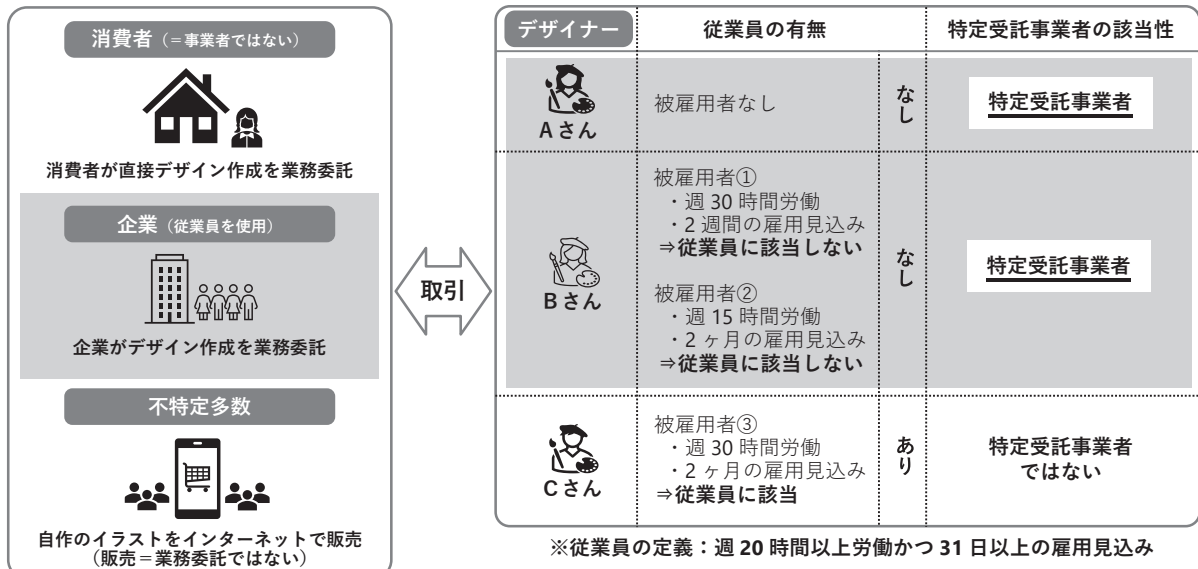 消費者（＝事業者ではない）
消費者が直接デザイン作成を業務委託
企業（従業員を使用）
企業がデザイン作成を業務委託
不特定多数
自作のイラストをインターネットで販売
（販売＝業務委託ではない）
取引
デザイナー 従業員の有無 特定受託事業者の該当性
Aさん
被雇用者なし
なし
特定受託事業者
Bさん
被雇用者①
・週 30 時間労働
・2 週間の雇用見込み
⇒従業員に該当しない
被雇用者②
・週 15 時間労働
・2 ヶ月の雇用見込み
⇒従業員に該当しない
なし
特定受託事業者
Cさん
被雇用者③
・週 30 時間労働
・2 ヶ月の雇用見込み
⇒従業員に該当
あり
特定受託事業者
ではない
※従業員の定義：週 20 時間以上労働かつ 31 日以上の雇用見込み